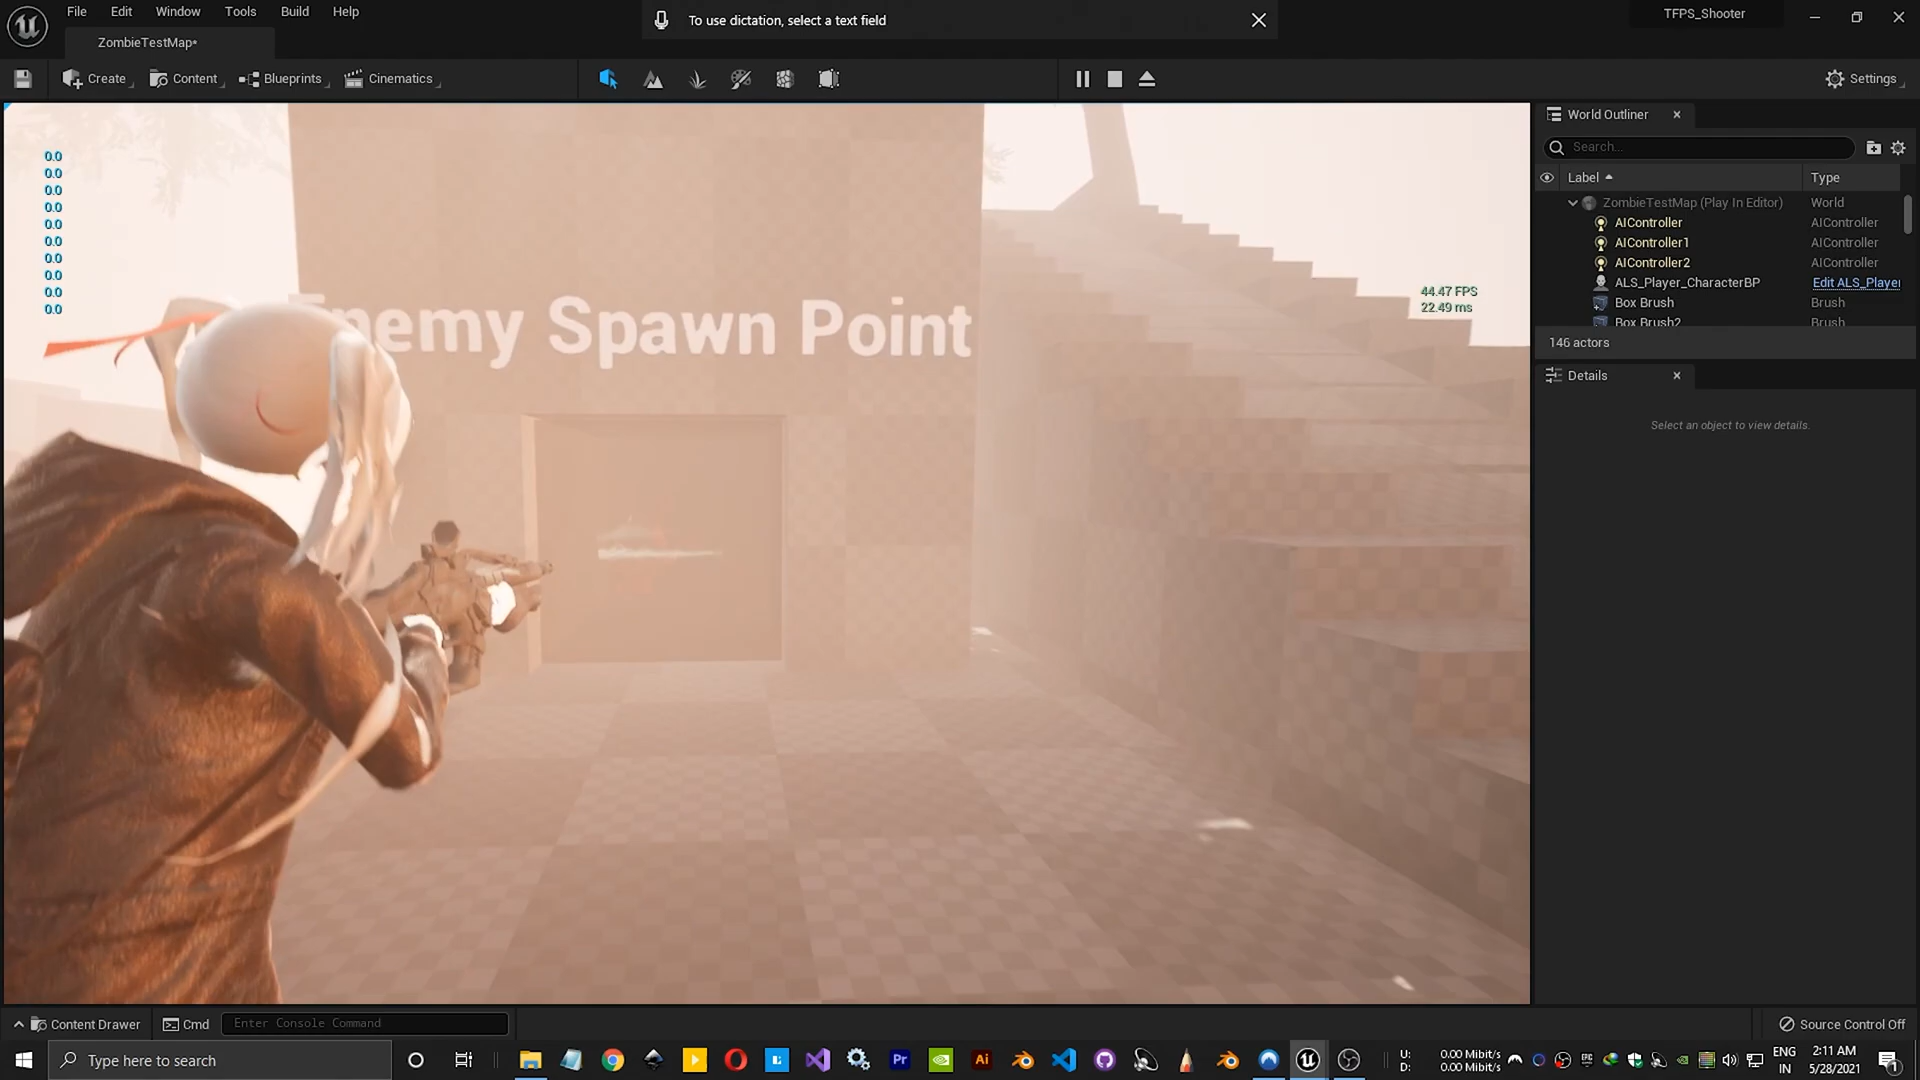 File Edit Window Tools Build Help
To use dictation, select a text field
TFPS_Shooter
ZombieTestMap*
Create Content Blueprints Cinematics
Settings
World Outliner
Search...
Label Type
ZombieTestMap (Play In Editor) World
AIController AIController
AIController1 AIController
AIController2 AIController
ALS_Player_CharacterBP Edit ALS_Player
Box Brush Brush
Box Brush2 Brush
146 actors
Details
Select an object to view details.
0.0
0.0
0.0
0.0
0.0
0.0
0.0
0.0
0.0
0.0
44.47 FPS
22.49 ms
Enemy Spawn Point
Content Drawer Cmd Enter Console Command
Source Control Off
Type here to search
Pr Ai
U: 0.00 Mibit/s
D: 0.00 Mibit/s
ENG
IN
2:11 AM
5/28/2021
1